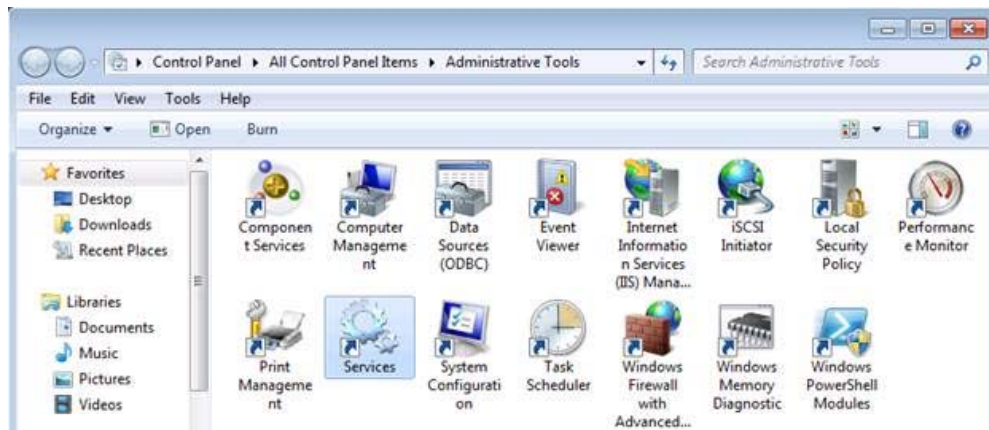 Control Panel ▸ All Control Panel Items ▸ Administrative Tools
Search Administrative Tools
File Edit View Tools Help
Organize Open Burn
Favorites
Desktop
Downloads
Recent Places
Libraries
Documents
Music
Pictures
Videos
Componen
t Services
Computer
Manageme
nt
Data
Sources
(ODBC)
Event
Viewer
Internet
Informatio
n Services
(IIS) Mana...
iSCSI
Initiator
Local
Security
Policy
Performanc
e Monitor
Print
Manageme
nt
Services
System
Configurati
on
Task
Scheduler
Windows
Firewall
with
Advanced...
Windows
Memory
Diagnostic
Windows
PowerShell
Modules